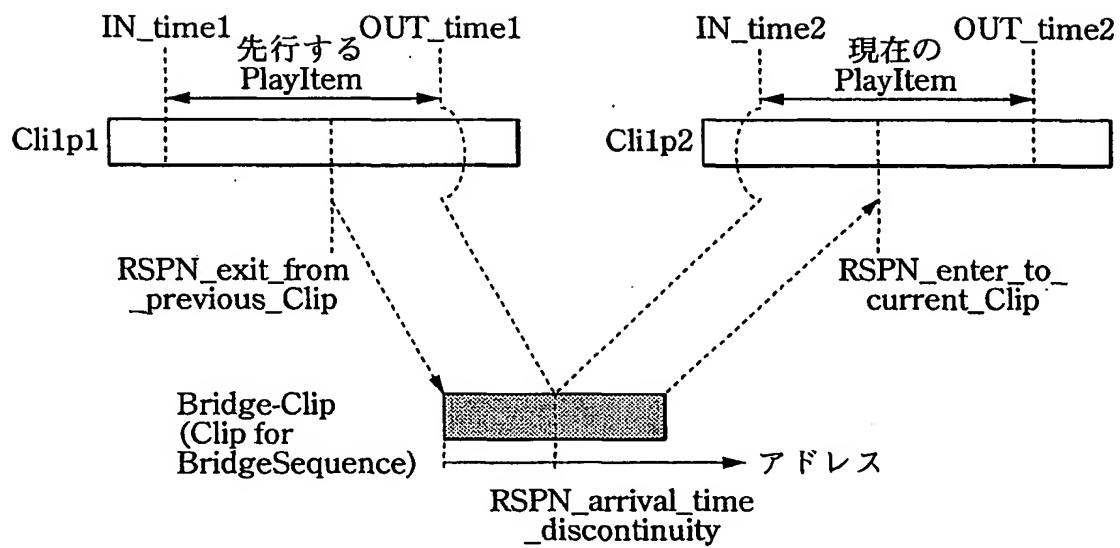 IN_time1
OUT_time1
IN_time2
OUT_time2
先行する
PlayItem
現在の
PlayItem
Cli1p1
Cli1p2
RSPN_exit_from
_previous_Clip
RSPN_enter_to_
current_Clip
Bridge-Clip
(Clip for
BridgeSequence)
アドレス
RSPN_arrival_time
_discontinuity